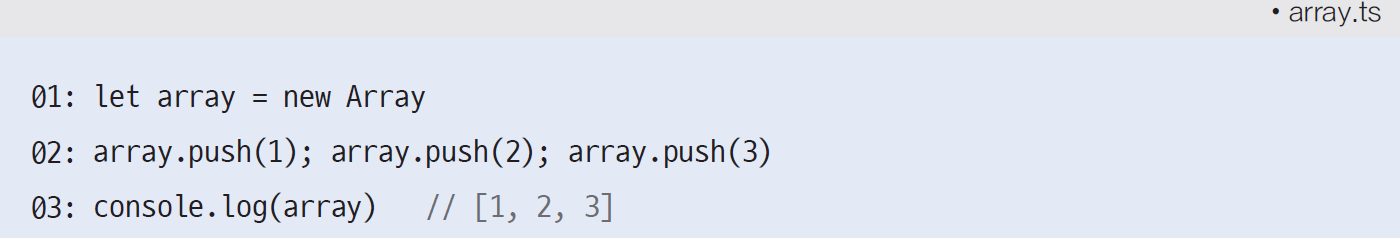 • array.ts
01: let array = new Array
02: array.push(1); array.push(2); array.push(3)
03: console.log(array) // [1, 2, 3]